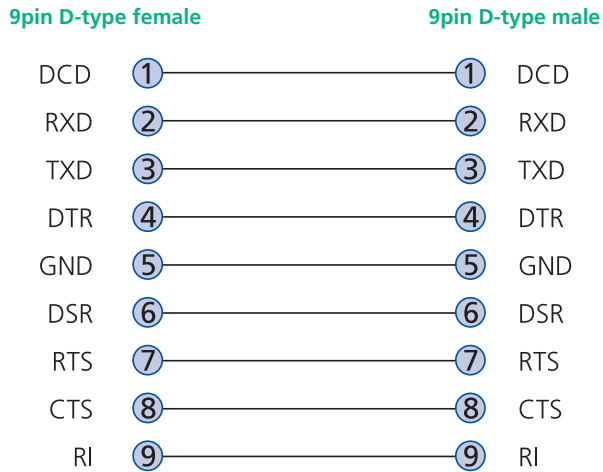 9pin D-type female 9pin D-type male
DCD 1 1 DCD
RXD 2 2 RXD
TXD 3 3 TXD
DTR 4 4 DTR
GND 5 5 GND
DSR 6 6 DSR
RTS 7 7 RTS
CTS 8 8 CTS
RI 9 9 RI